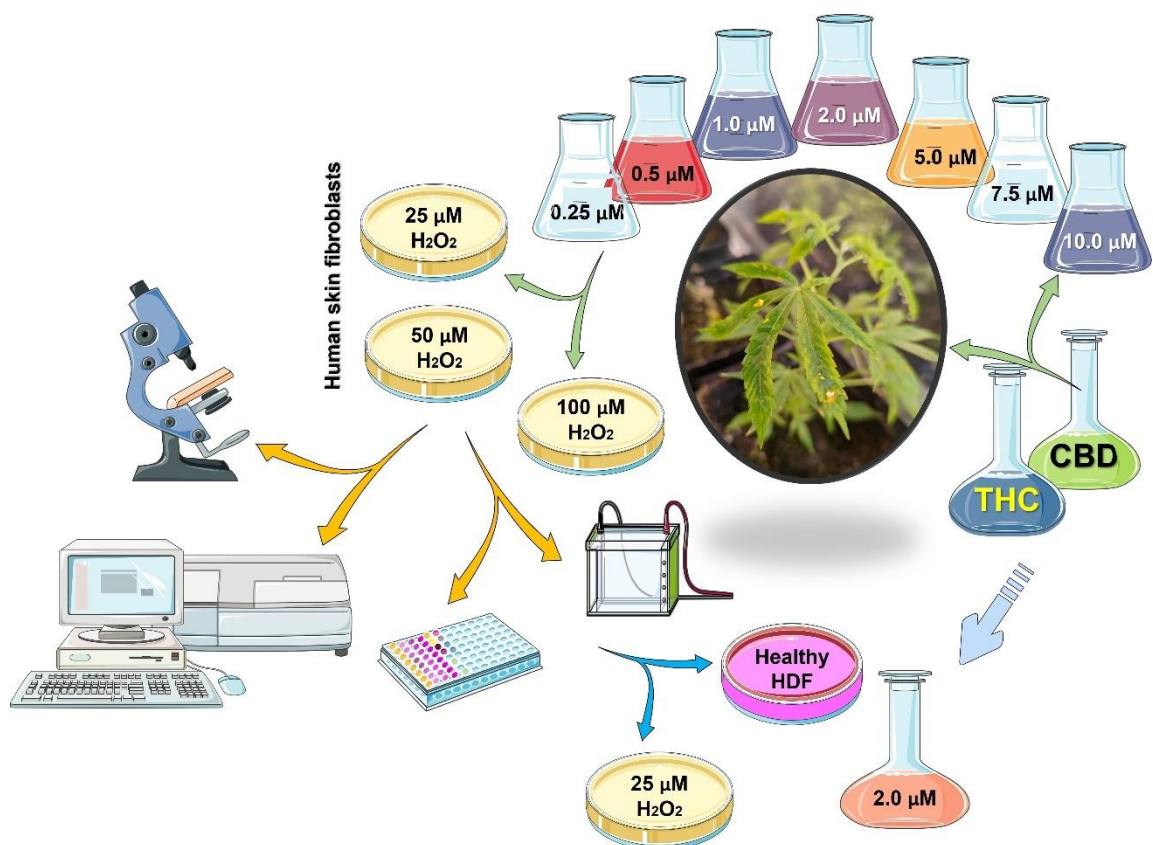 Human skin fibroblasts
25 µM
H₂O₂
50 µM
H₂O₂
100 µM
H₂O₂
0.25 µM
0.5 µM
1.0 µM
2.0 µM
5.0 µM
7.5 µM
10.0 µM
CBD
THC
Healthy
HDF
25 µM
H₂O₂
2.0 µM